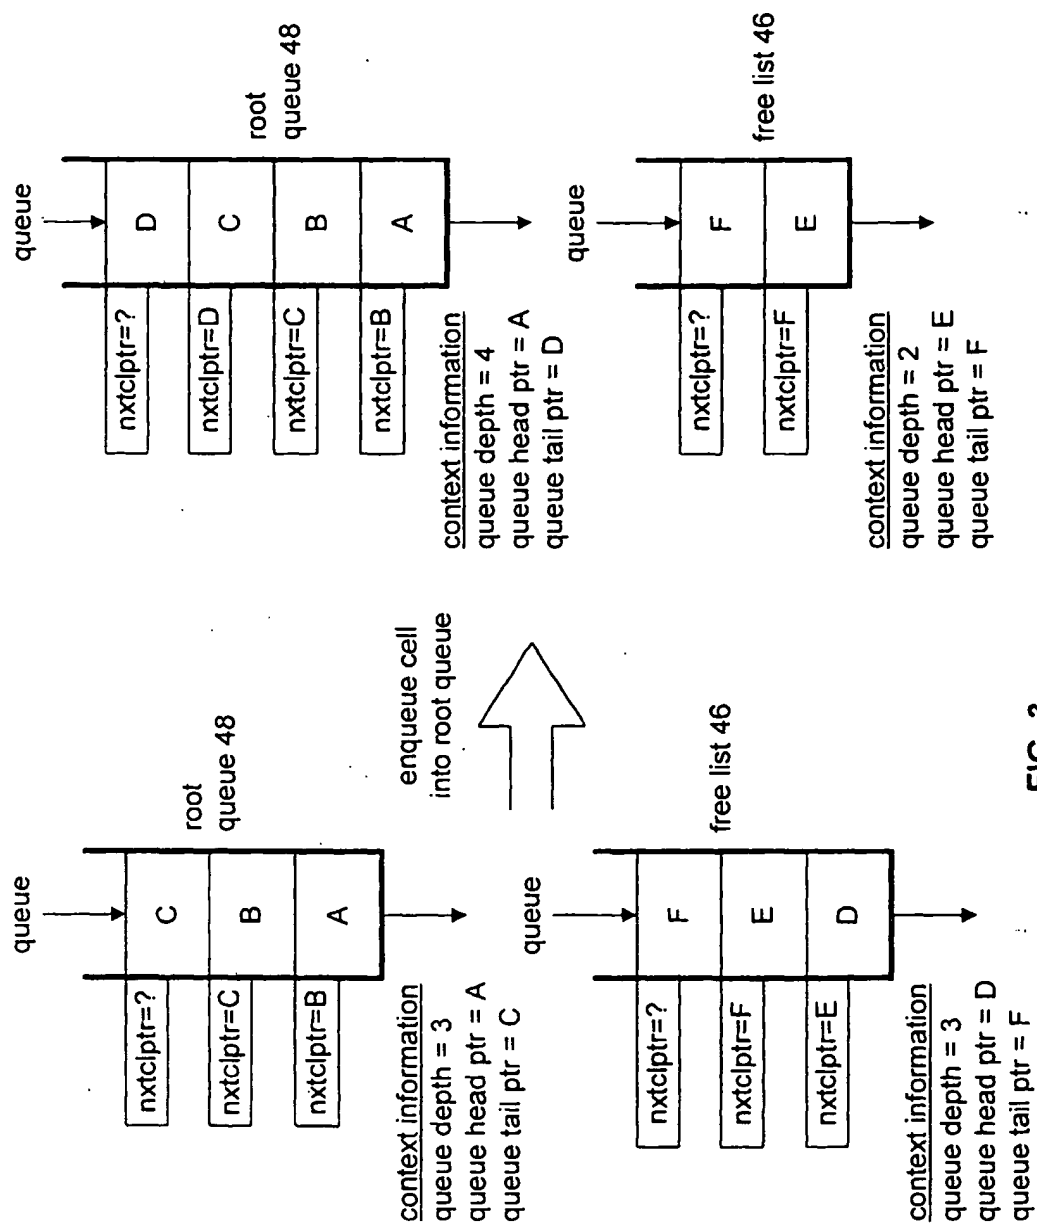 queue
C
B
A
nxtclptr=?
nxtclptr=C
nxtclptr=B
root
queue 48
context information
queue depth = 3
queue head ptr = A
queue tail ptr = C
queue
F
E
D
nxtclptr=?
nxtclptr=F
nxtclptr=E
free list 46
context information
queue depth = 3
queue head ptr = D
queue tail ptr = F
enqueue cell
into root queue
queue
D
C
B
A
nxtclptr=?
nxtclptr=D
nxtclptr=C
nxtclptr=B
root
queue 48
context information
queue depth = 4
queue head ptr = A
queue tail ptr = D
queue
F
E
nxtclptr=?
nxtclptr=F
free list 46
context information
queue depth = 2
queue head ptr = E
queue tail ptr = F
FIG.